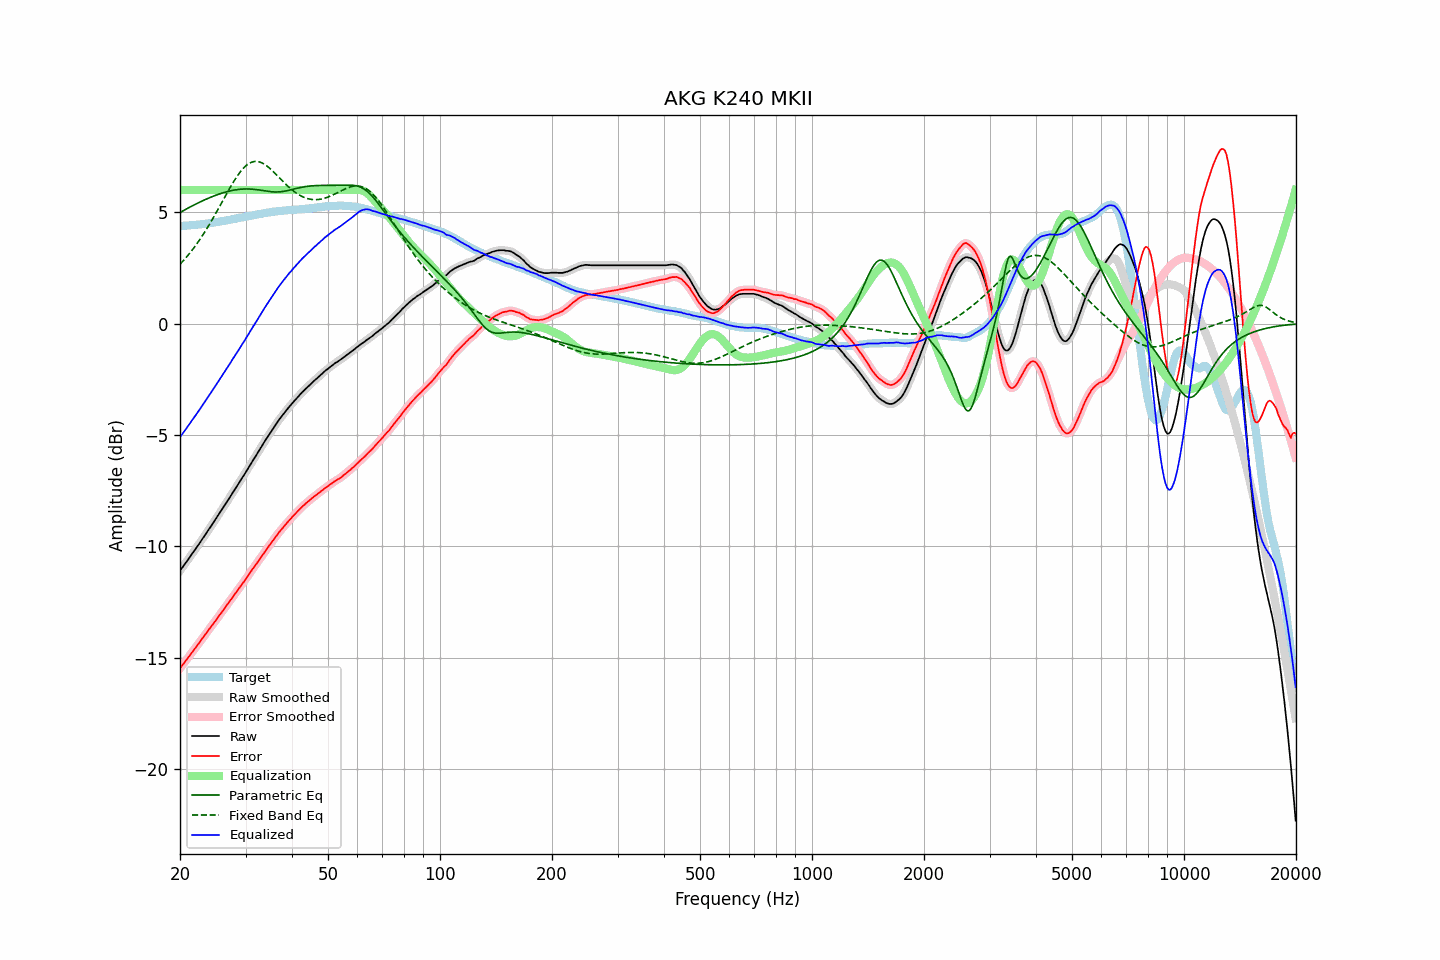 AKG K240 MKII
Amplitude (dBr)
5
0
−5
−10
−15
−20
Target
Raw Smoothed
Error Smoothed
Raw
Error
Equalization
Parametric Eq
Fixed Band Eq
Equalized
20 50 100 200 500 1000 2000 5000 10000 20000
Frequency (Hz)